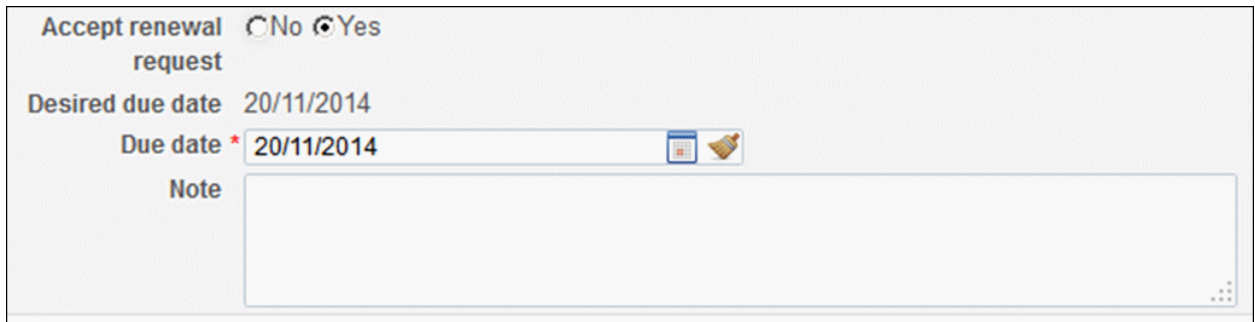 Accept renewal No Yes
request
Desired due date 20/11/2014
Due date * 20/11/2014
Note